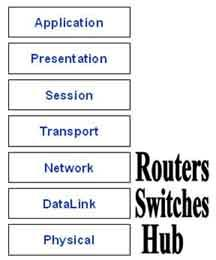 Application
Presentation
Session
Transport
Network Routers
DataLink Switches
Physical Hub